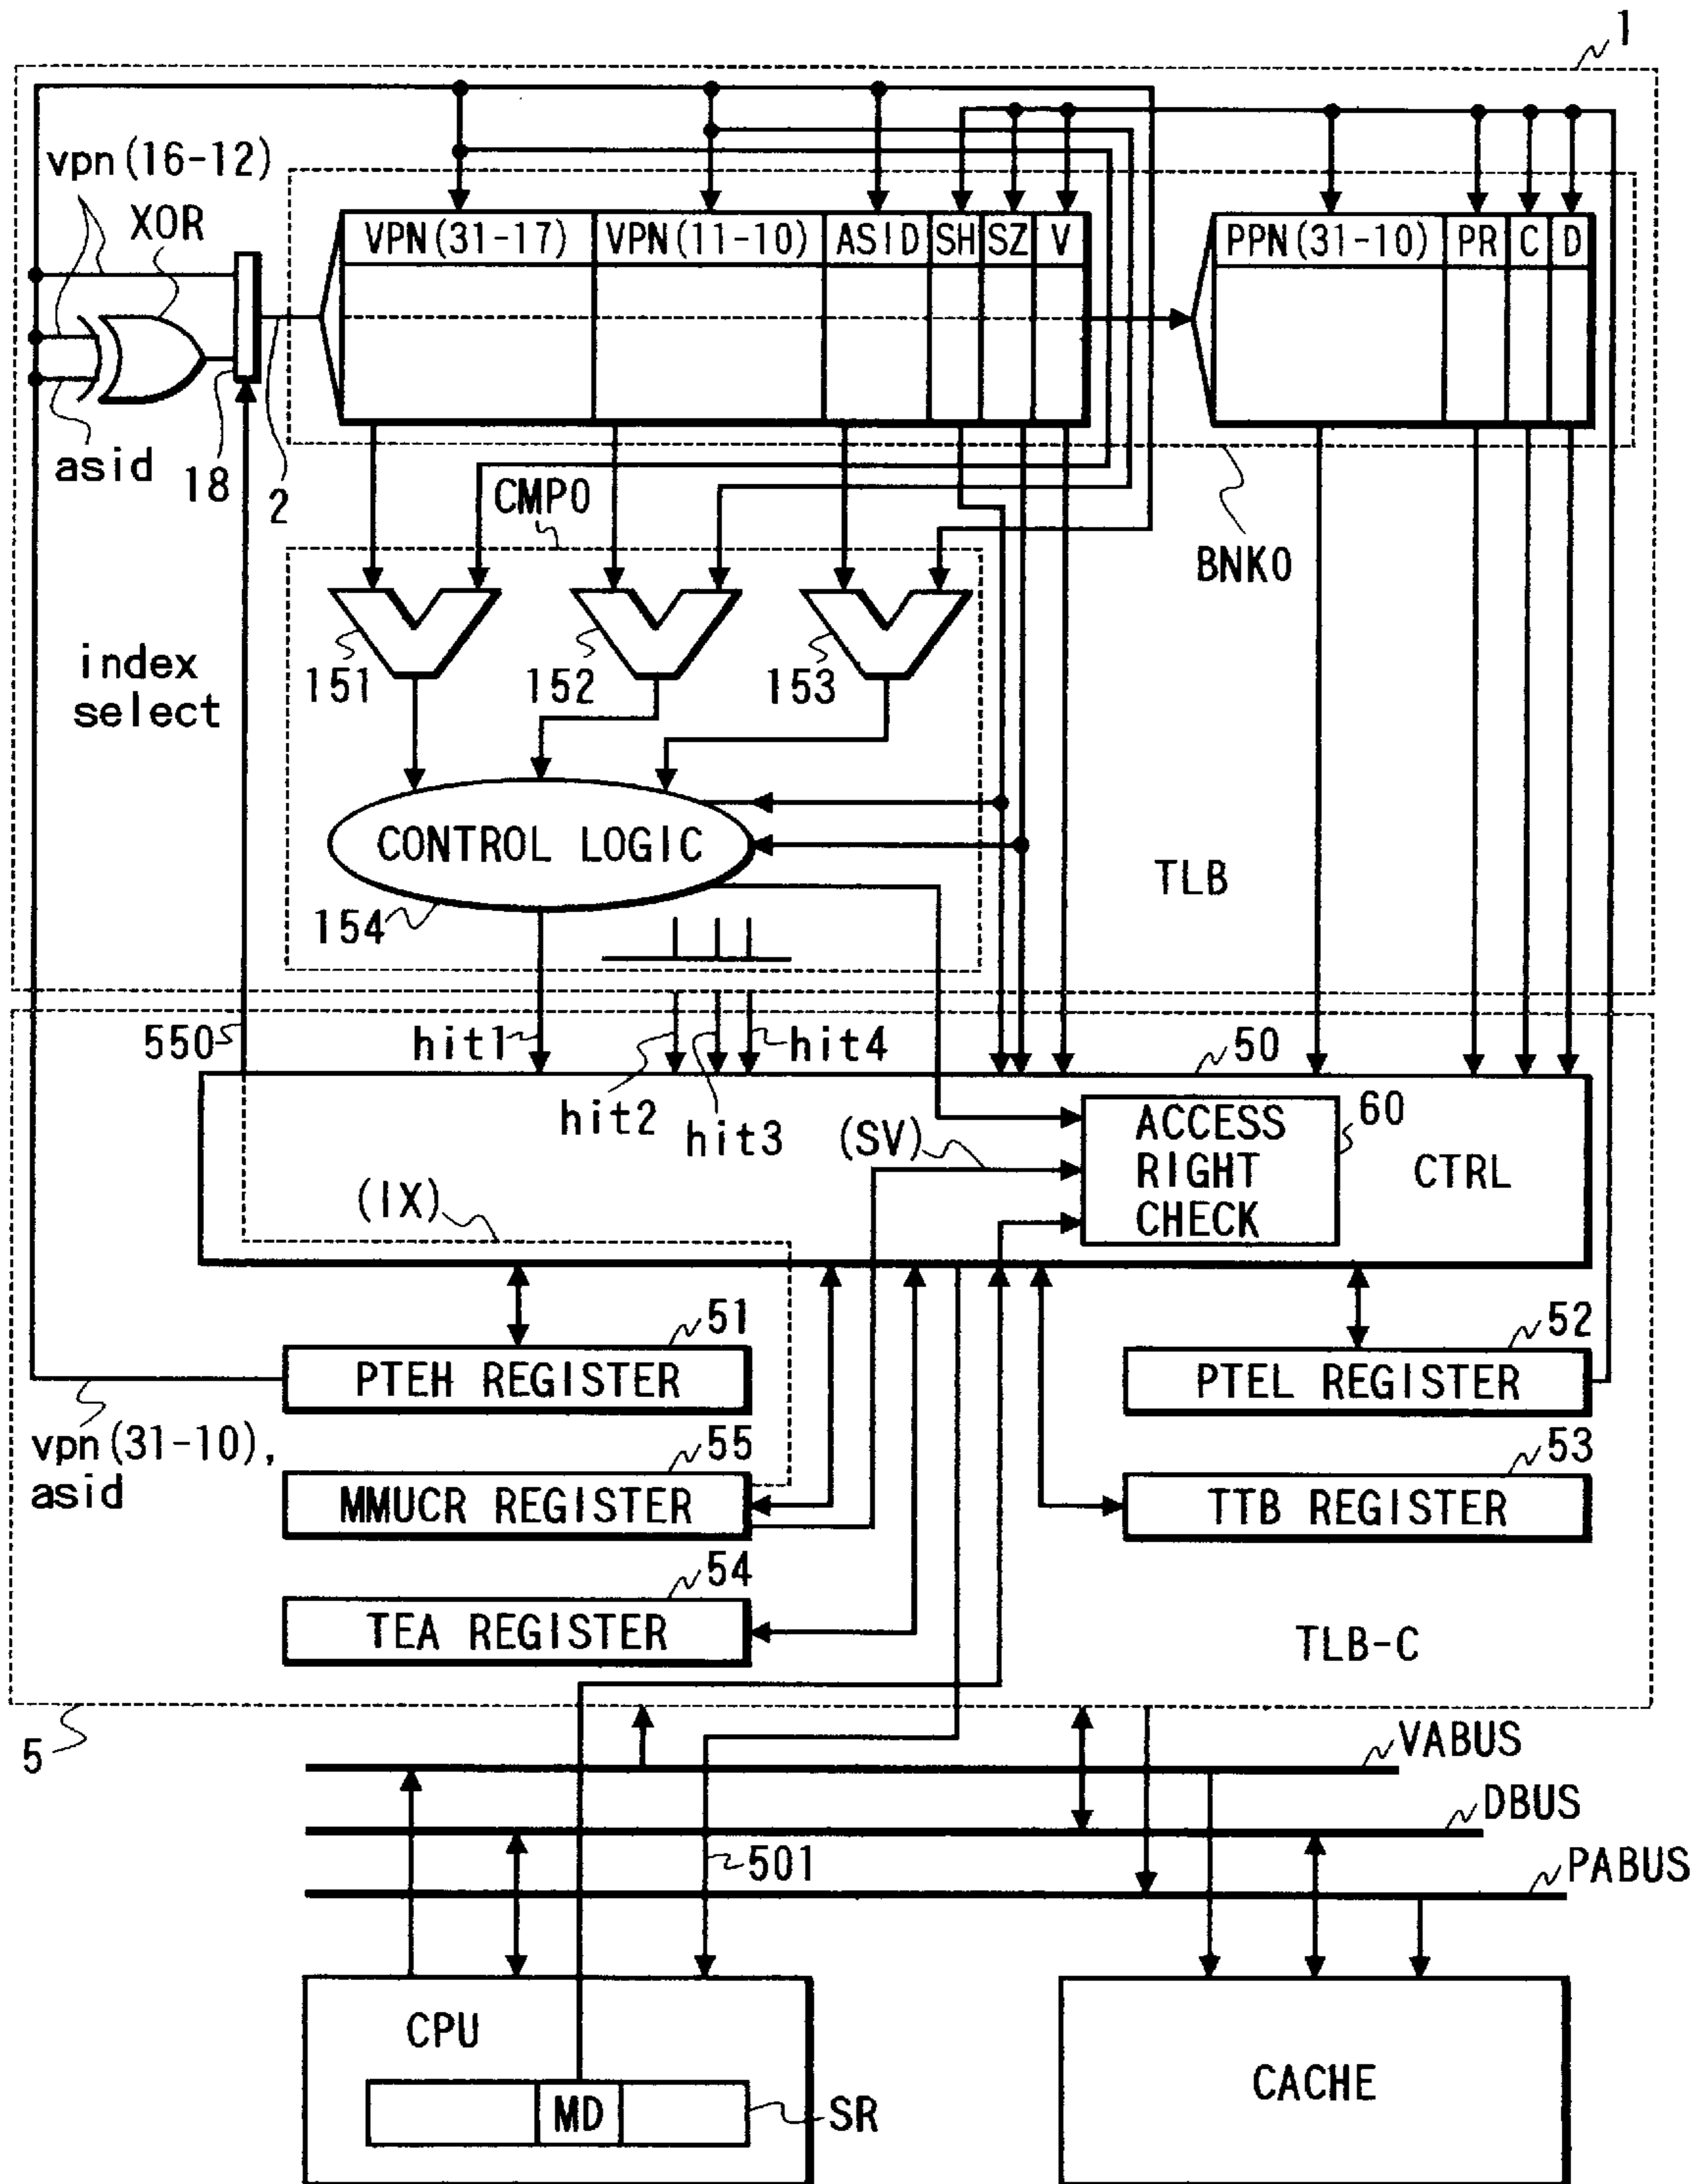 1
vpn(16-12)
XOR
VPN(31-17) VPN(11-10) ASID SH SZ V
PPN(31-10) PR C D
asid
18
2
CMP0
BNK0
index
select
151
152
153
CONTROL LOGIC
TLB
154
550
hit1
hit4
50
hit2
hit3
(SV)
ACCESS
RIGHT
CHECK
60
CTRL
(IX)
51
52
PTEH REGISTER
PTEL REGISTER
vpn(31-10),
asid
55
53
MMUCR REGISTER
TTB REGISTER
54
TEA REGISTER
TLB-C
5
VABUS
DBUS
501
PABUS
CPU
MD
SR
CACHE